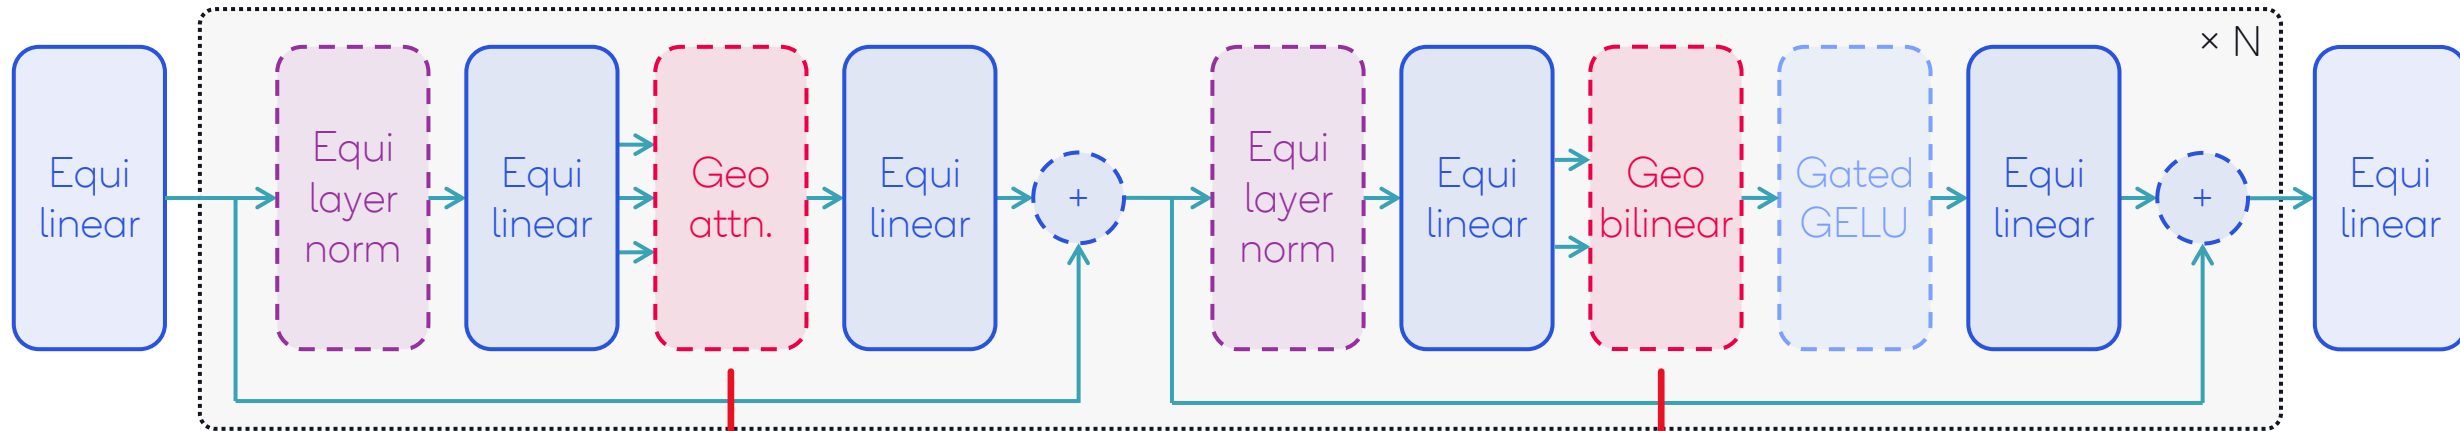 × N
Equi
linear
Equi
layer
norm
Equi
linear
Geo
attn.
Equi
linear
+
Equi
layer
norm
Equi
linear
Geo
bilinear
Gated
GELU
Equi
linear
+
Equi
linear